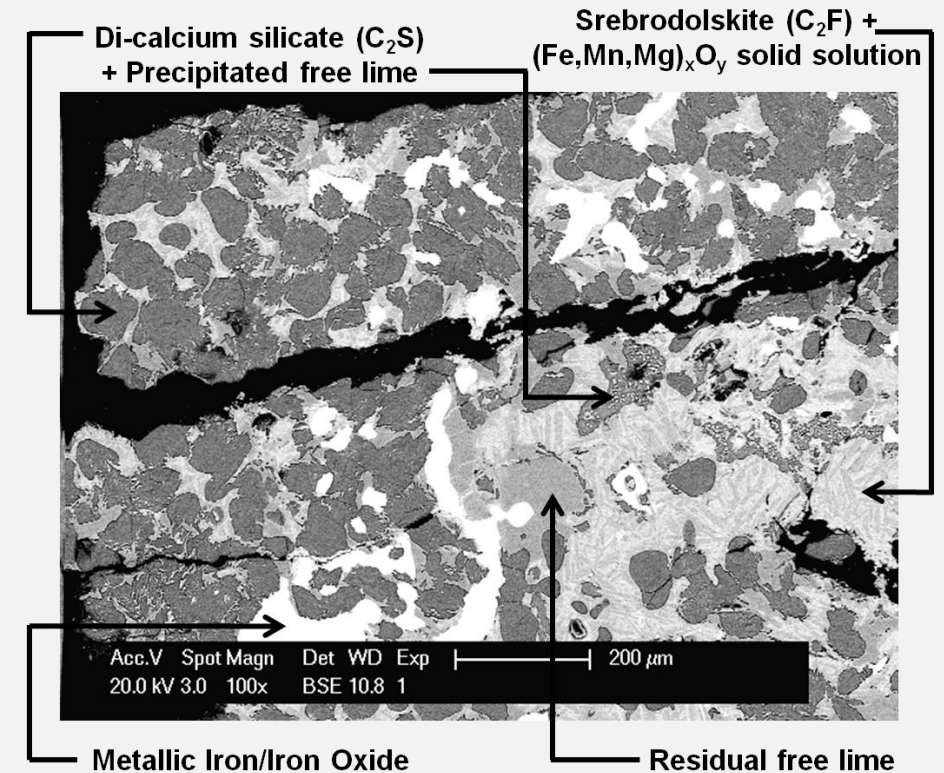 Srebrodolskite (C₂F) +
(Fe,Mn,Mg)ₓOᵧ solid solution
Di-calcium silicate (C₂S)
+ Precipitated free lime
Acc.V Spot Magn Det WD Exp 200 µm
20.0 kV 3.0 100x BSE 10.8 1
Metallic Iron/Iron Oxide
Residual free lime